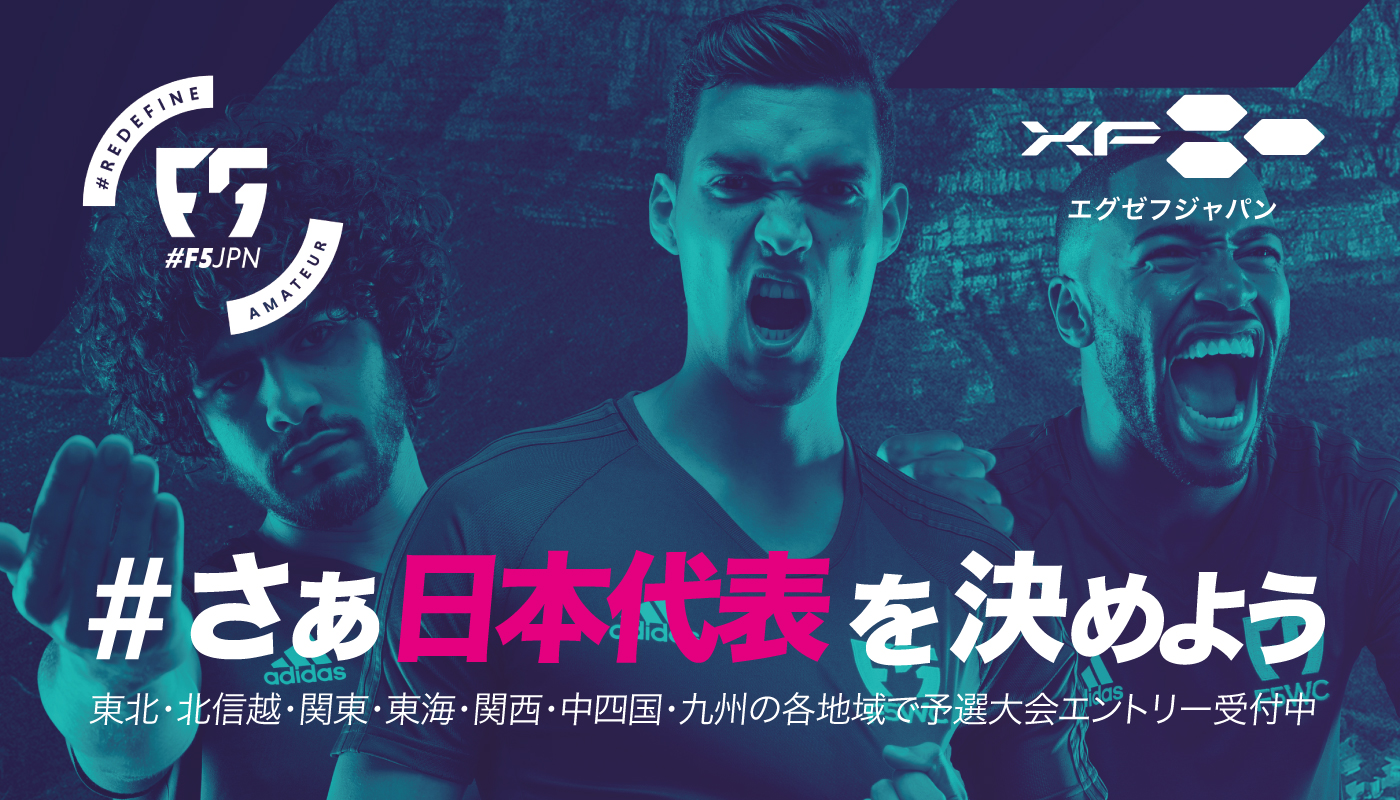 #REDEFINE
F5
#F5JPN
AMATEUR
XF
エグゼフジャパン
#さぁ日本代表を決めよう
adidas
adidas
adidas
F5WC
東北・北信越・関東・東海・関西・中四国・九州の各地域で予選大会エントリー受付中